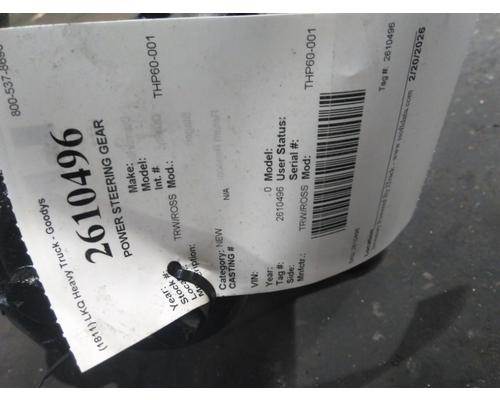 800-537-8696
(1811) LKQ Heavy Truck - Goodys
2610496
POWER STEERING GEAR
Year: Make:
Stock #: Model:
Int. #
TRW/ROSS Mod.: THP60-001
Category: NEW
CASTING # N/A
VIN:
Year: 0 Model:
Tag #: 2610496 User Status:
Side: Serial #:
Mnfctr.: TRW/ROSS Mod: THP60-001
Tag #: 2610496
2/20/2026